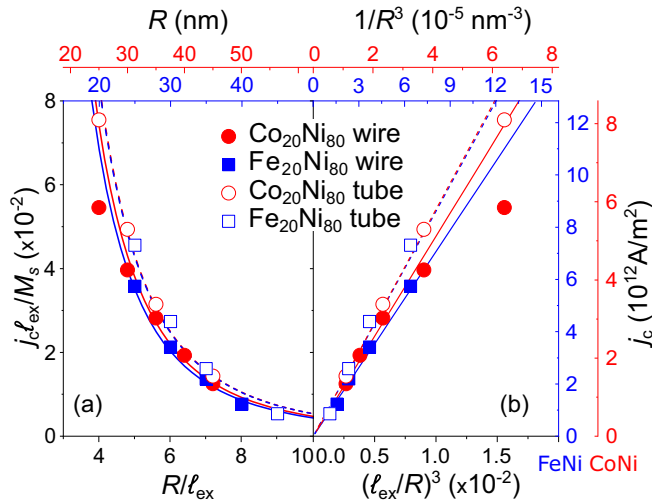 R (nm) 1/R³ (10⁻⁵ nm⁻³)
20 30 40 50 60 0 2 4 6 8
20 30 40 0 3 6 9 12 15
8
6
4
2
0
j_cℓ_ex/M_s (x10⁻²)
Co₂₀Ni₈₀ wire
Fe₂₀Ni₈₀ wire
Co₂₀Ni₈₀ tube
Fe₂₀Ni₈₀ tube
(a) (b)
12
10
8
6
4
2
0
8
6
4
2
0
j_c (10¹²A/m²)
4 6 8 10 0.0 0.5 1.0 1.5
R/ℓ_ex (ℓ_ex/R)³ (x10⁻²)
FeNi CoNi